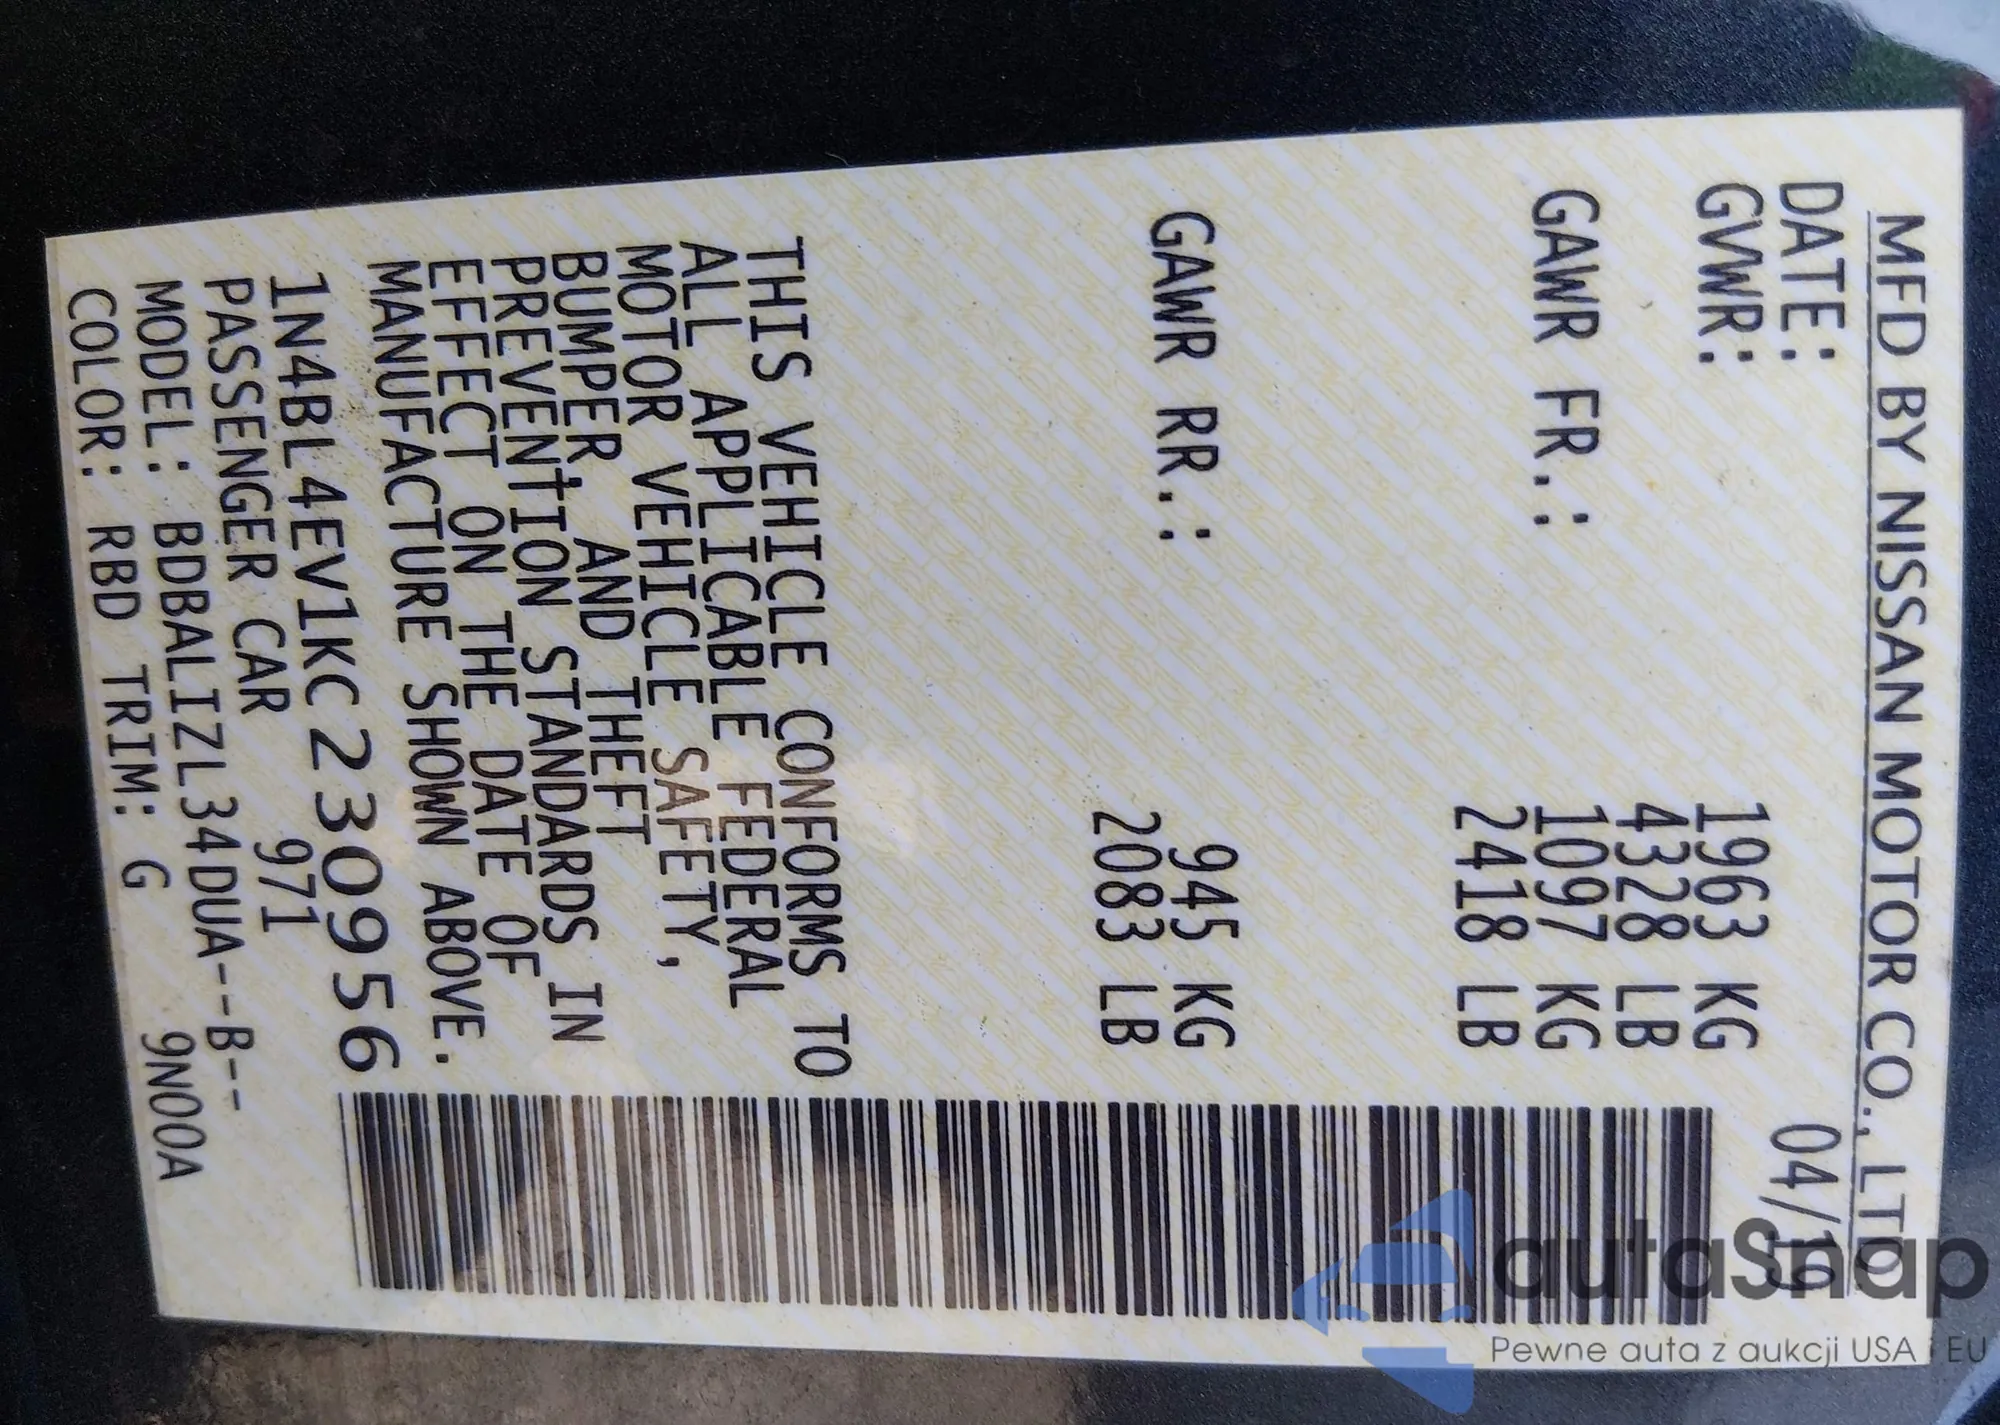 MFD BY NISSAN MOTOR CO., LTD
DATE: 04/19
GVWR: 1963 KG
4328 LB
GAWR FR.: 1097 KG
2418 LB
GAWR RR.: 945 KG
2083 LB
THIS VEHICLE CONFORMS TO
ALL APPLICABLE FEDERAL
MOTOR VEHICLE SAFETY,
BUMPER, AND THEFT
PREVENTION STANDARDS IN
EFFECT ON THE DATE OF
MANUFACTURE SHOWN ABOVE.
1N4BL4EV1KC230956
PASSENGER CAR 971
MODEL: BDBALIZL34DUA--B--
COLOR: RBD TRIM: G 9N00A
autaSnap
Pewne auta z aukcji USA i EU